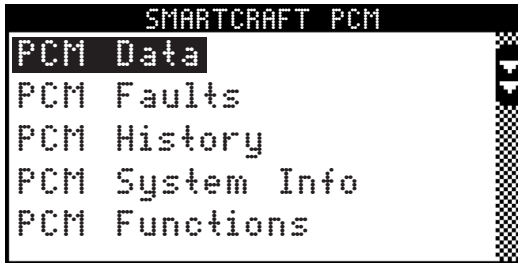 SMARTCRAFT PCM
PCM Data
PCM Faults
PCM History
PCM System Info
PCM Functions